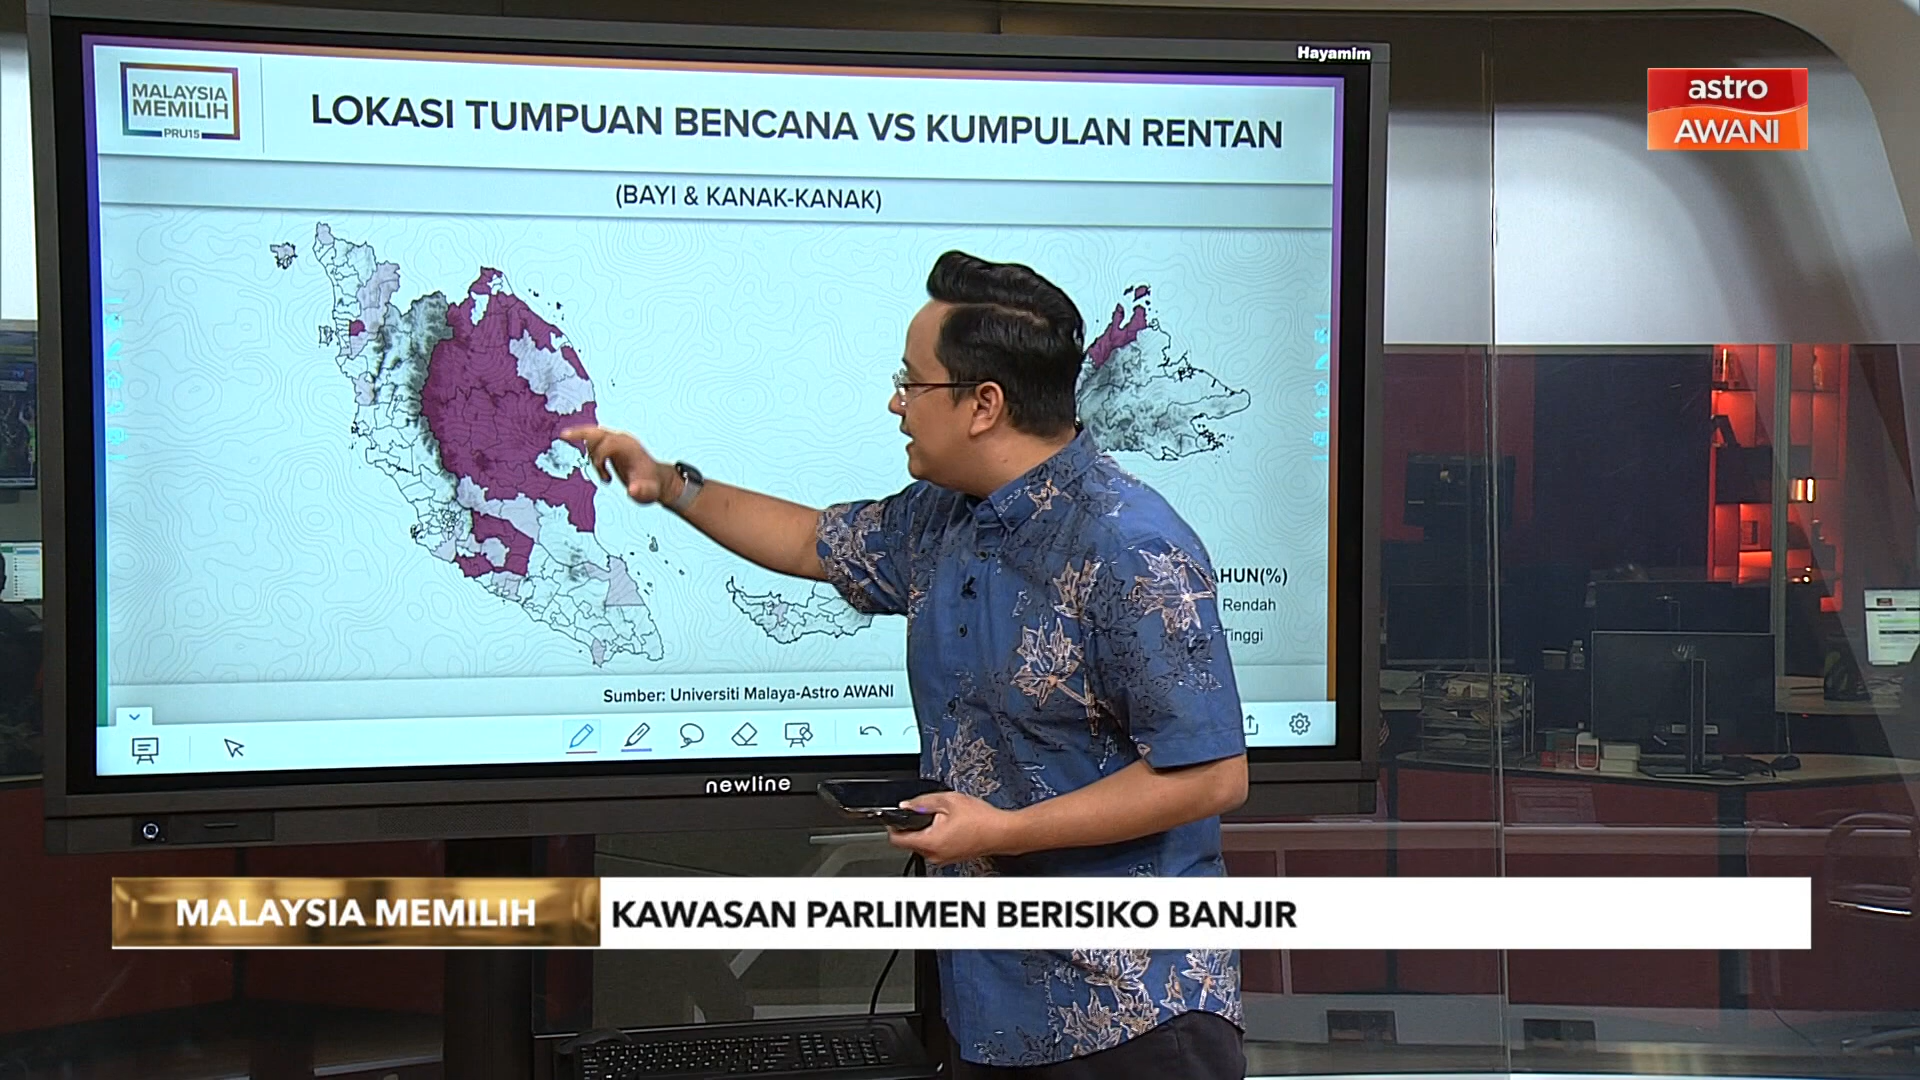 Hayamim
astro
AWANI
MALAYSIA
MEMILIH
PRU15
LOKASI TUMPUAN BENCANA VS KUMPULAN RENTAN
(BAYI & KANAK-KANAK)
AHUN(%)
Rendah
Tinggi
Sumber: Universiti Malaya-Astro AWANI
newline
MALAYSIA MEMILIH
KAWASAN PARLIMEN BERISIKO BANJIR